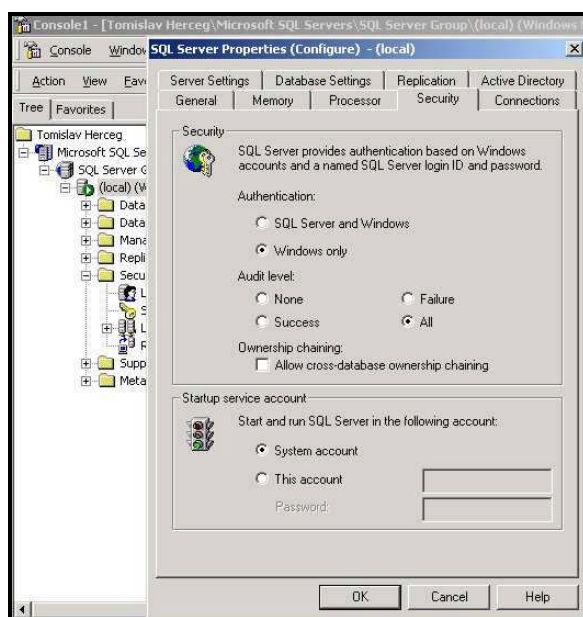 Console1 - [Tomislav Herceg\Microsoft SQL Servers\SQL Server Group\(local) (Windows
Console Window
SQL Server Properties (Configure) - (local)
Action View Fav
Tree Favorites
Tomislav Herceg
Microsoft SQL Se
SQL Server G
(local) (W
Data
Data
Mana
Repli
Secu
L
S
L
R
Supp
Meta
Server Settings Database Settings Replication Active Directory
General Memory Processor Security Connections
Security
SQL Server provides authentication based on Windows
accounts and a named SQL Server login ID and password.
Authentication:
SQL Server and Windows
Windows only
Audit level:
None Failure
Success All
Ownership chaining:
Allow cross-database ownership chaining
Startup service account
Start and run SQL Server in the following account:
System account
This account
Password:
OK Cancel Help